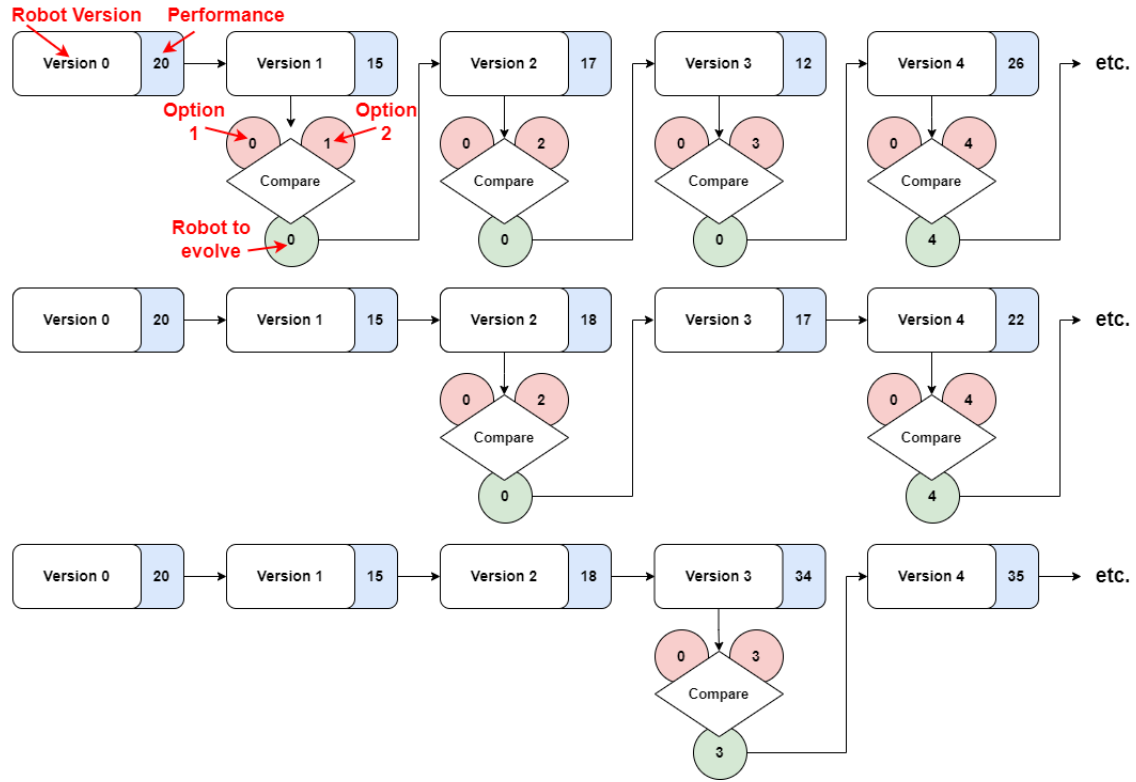 Robot Version
Performance
Version 0 20 Version 1 15 Version 2 17 Version 3 12 Version 4 26 etc.
Option
1
Option
2
0 1 0 2 0 3 0 4
Compare Compare Compare Compare
Robot to
evolve
0 0 0 4
Version 0 20 Version 1 15 Version 2 18 Version 3 17 Version 4 22 etc.
0 2 0 4
Compare Compare
0 4
Version 0 20 Version 1 15 Version 2 18 Version 3 34 Version 4 35 etc.
0 3
Compare
3